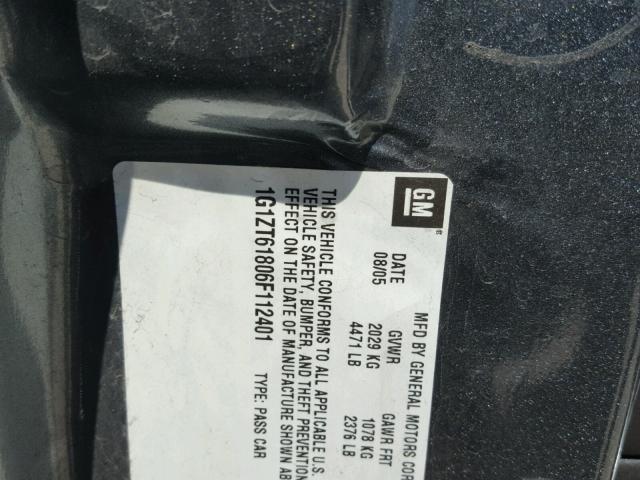 GM
MFD BY GENERAL MOTORS COR
DATE GVWR GAWR FRT
08/05 2029 KG 1078 KG
4471 LB 2376 LB
THIS VEHICLE CONFORMS TO ALL APPLICABLE U.S.
VEHICLE SAFETY, BUMPER, AND THEFT PREVENTION
EFFECT ON THE DATE OF MANUFACTURE SHOWN AB
1G1ZT61806F112401 TYPE: PASS CAR